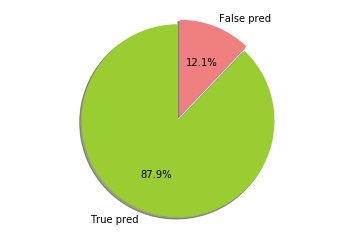 False pred
12.1%
87.9%
True pred